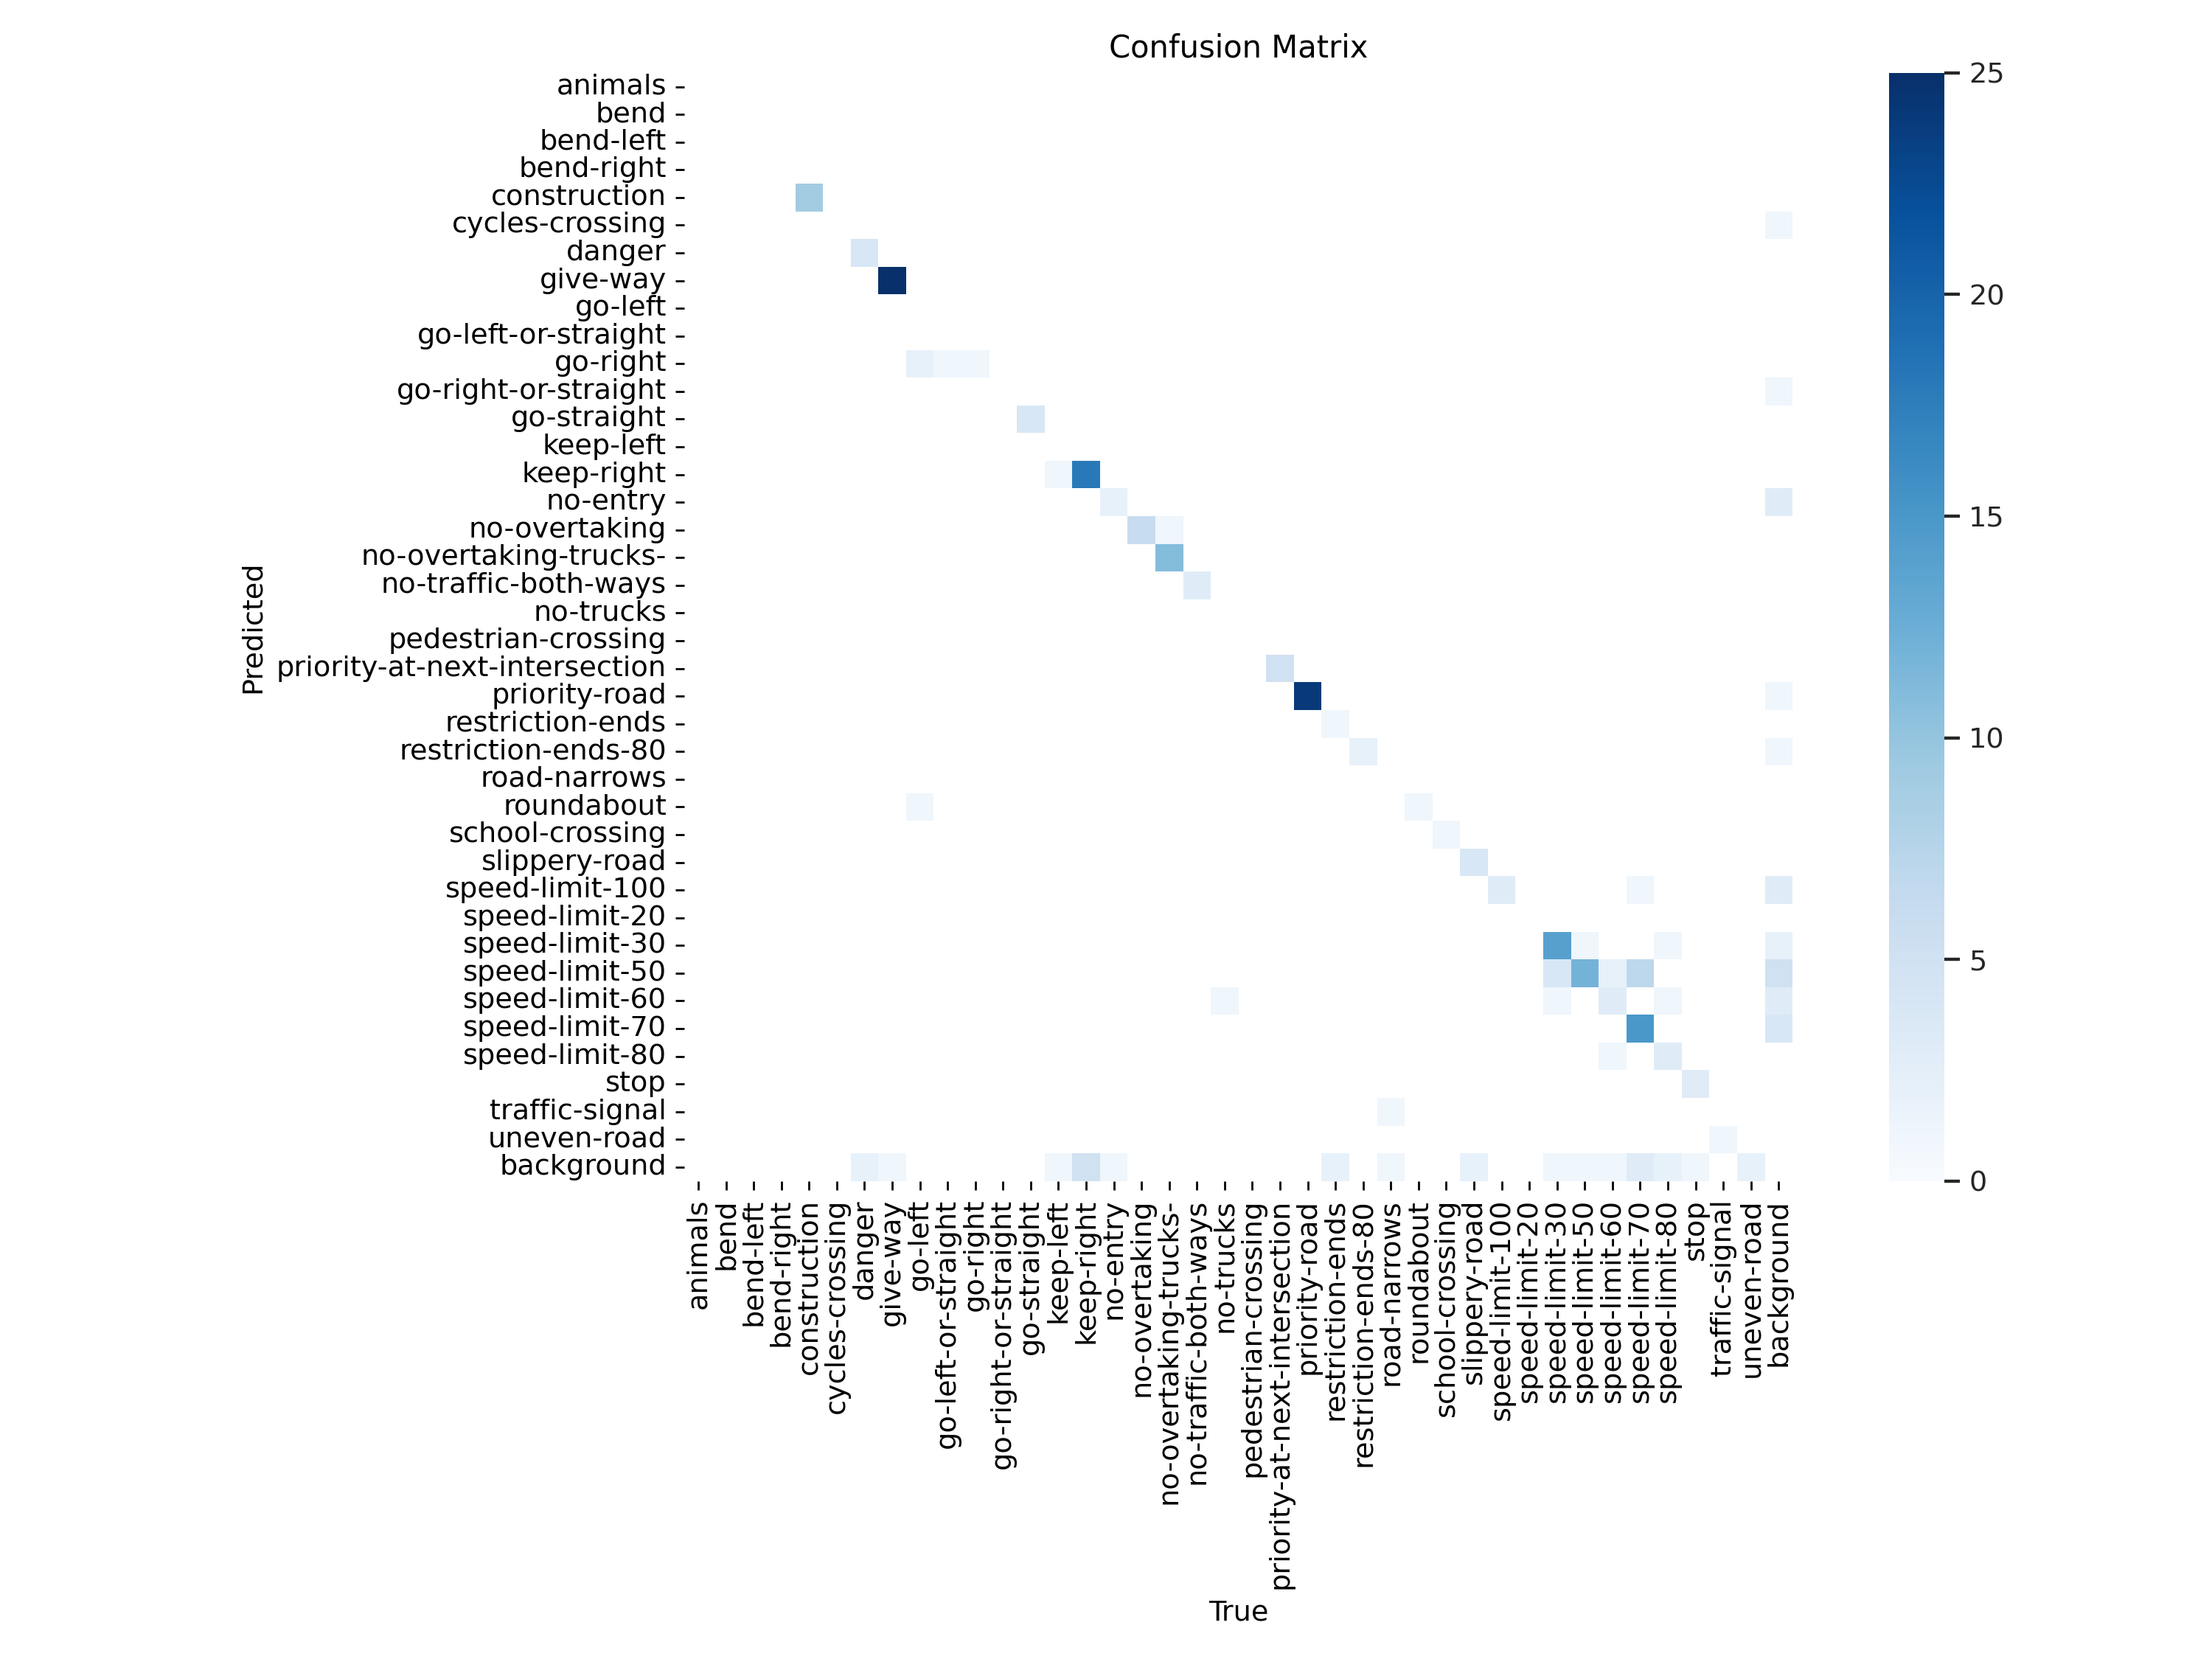 Confusion Matrix
animals
bend
bend-left
bend-right
construction
cycles-crossing
danger
give-way
go-left
go-left-or-straight
go-right
go-right-or-straight
go-straight
keep-left
keep-right
no-entry
no-overtaking
no-overtaking-trucks-
no-traffic-both-ways
no-trucks
pedestrian-crossing
priority-at-next-intersection
priority-road
restriction-ends
restriction-ends-80
road-narrows
roundabout
school-crossing
slippery-road
speed-limit-100
speed-limit-20
speed-limit-30
speed-limit-50
speed-limit-60
speed-limit-70
speed-limit-80
stop
traffic-signal
uneven-road
background
Predicted
animals
bend
bend-left
bend-right
construction
cycles-crossing
danger
give-way
go-left
go-left-or-straight
go-right
go-right-or-straight
go-straight
keep-left
keep-right
no-entry
no-overtaking
no-overtaking-trucks-
no-traffic-both-ways
no-trucks
pedestrian-crossing
priority-at-next-intersection
priority-road
restriction-ends
restriction-ends-80
road-narrows
roundabout
school-crossing
slippery-road
speed-limit-100
speed-limit-20
speed-limit-30
speed-limit-50
speed-limit-60
speed-limit-70
speed-limit-80
stop
traffic-signal
uneven-road
background
True
25
20
15
10
5
0